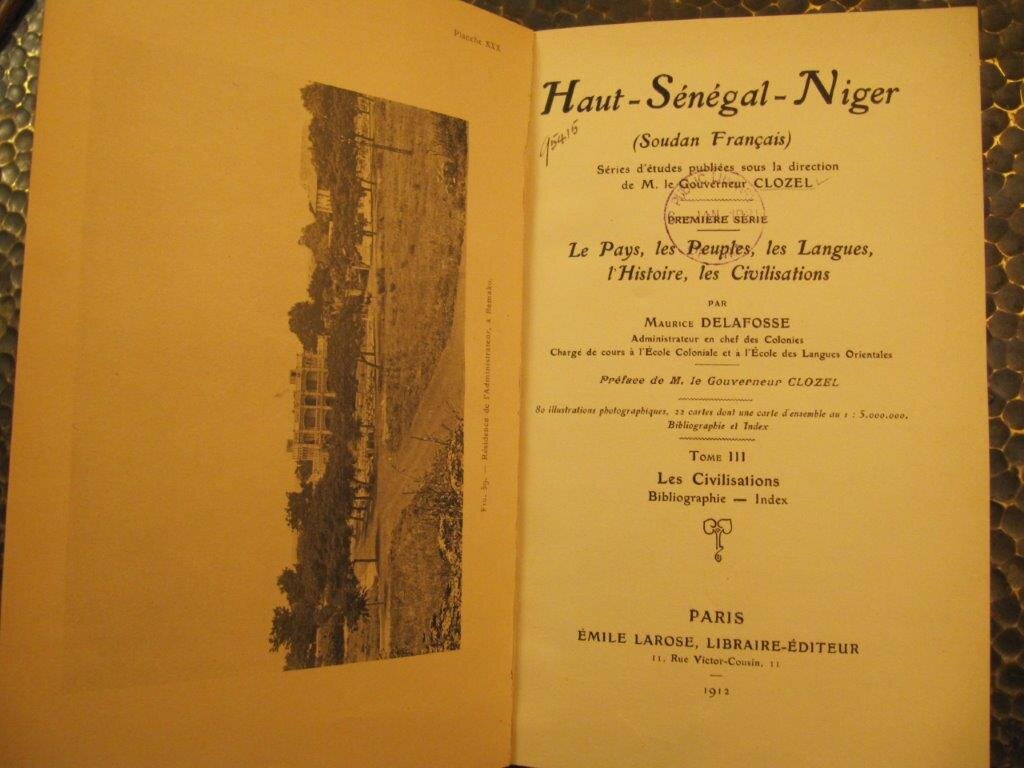 Planche XXX
FIG. 59. — Résidence de l'Administrateur, à Bamako.
Haut-Sénégal-Niger
95415
(Soudan Français)
Séries d'études publiées sous la direction
de M. le Gouverneur CLOZEL
PUBLIC
JAN 1921
PREMIÈRE SÉRIE
Le Pays, les Peuples, les Langues,
l'Histoire, les Civilisations
PAR
MAURICE DELAFOSSE
Administrateur en chef des Colonies
Chargé de cours à l'École Coloniale et à l'École des Langues Orientales
Préface de M. le Gouverneur CLOZEL
80 illustrations photographiques, 22 cartes dont une carte d'ensemble au 1 : 5.000.000.
Bibliographie et Index
TOME III
Les Civilisations
Bibliographie — Index
PARIS
ÉMILE LAROSE, LIBRAIRE-ÉDITEUR
11, Rue Victor-Cousin, 11
1912